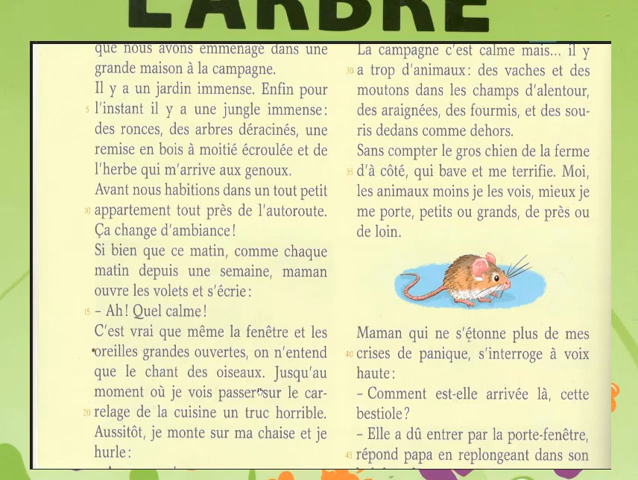 L'ARBRE
que nous avons emménagé dans une
grande maison à la campagne.
Il y a un jardin immense. Enfin pour
5 l'instant il y a une jungle immense :
des ronces, des arbres déracinés, une
remise en bois à moitié écroulée et de
l'herbe qui m'arrive aux genoux.
Avant nous habitions dans un tout petit
10 appartement tout près de l'autoroute.
Ça change d'ambiance !
Si bien que ce matin, comme chaque
matin depuis une semaine, maman
ouvre les volets et s'écrie :
15 – Ah ! Quel calme !
C'est vrai que même la fenêtre et les
oreilles grandes ouvertes, on n'entend
que le chant des oiseaux. Jusqu'au
moment où je vois passer sur le car-
20 relage de la cuisine un truc horrible.
Aussitôt, je monte sur ma chaise et je
hurle :
La campagne c'est calme mais... il y
30 a trop d'animaux : des vaches et des
moutons dans les champs d'alentour,
des araignées, des fourmis, et des sou-
ris dedans comme dehors.
Sans compter le gros chien de la ferme
35 d'à côté, qui bave et me terrifie. Moi,
les animaux moins je les vois, mieux je
me porte, petits ou grands, de près ou
de loin.
Maman qui ne s'étonne plus de mes
40 crises de panique, s'interroge à voix
haute :
– Comment est-elle arrivée là, cette
bestiole ?
– Elle a dû entrer par la porte-fenêtre,
45 répond papa en replongeant dans son